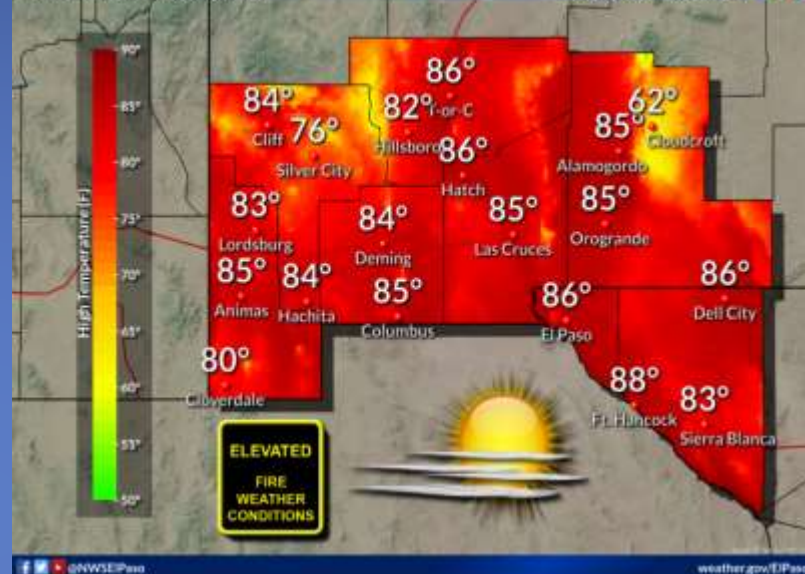 90°
85°
80°
75°
70°
65°
60°
55°
50°
High Temperature (F)
84°
Cliff
76°
Silver City
82°
Hillsboro
86°
T-or-C
86°
Hatch
62°
Cloudcroft
85°
Alamogordo
83°
Lordsburg
84°
Deming
85°
Las Cruces
85°
Orogrande
85°
Animas
84°
Hachita
85°
Columbus
86°
El Paso
86°
Dell City
80°
Cloverdale
88°
Ft. Hancock
83°
Sierra Blanca
ELEVATED
FIRE
WEATHER
CONDITIONS
@NWSElPaso
weather.gov/ElPaso